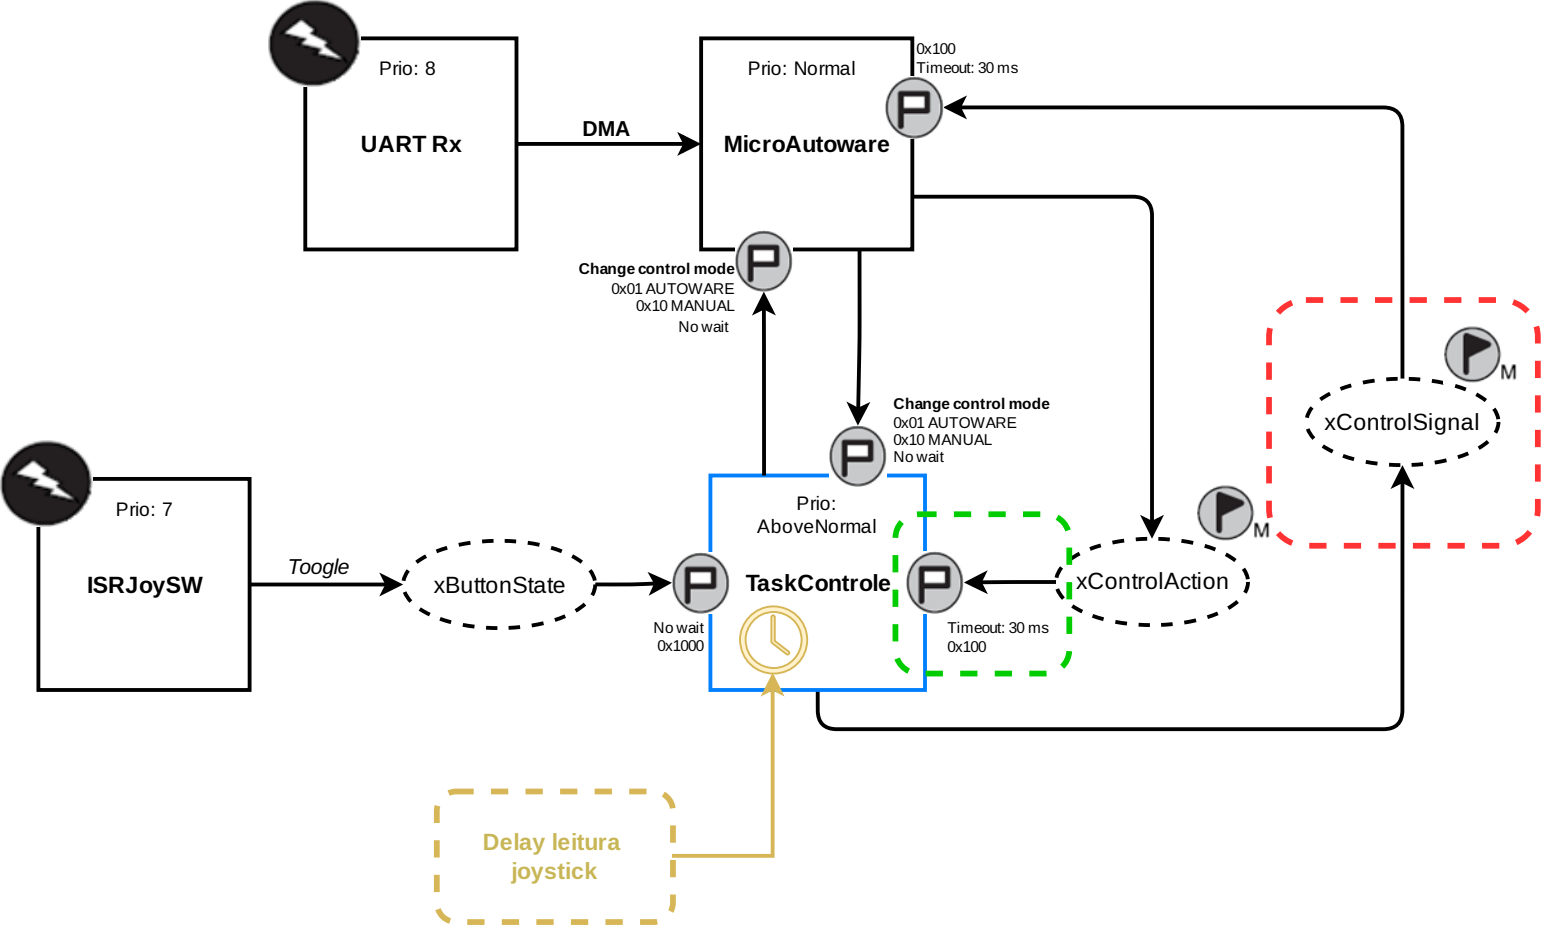 Prio: 8
UART Rx
DMA
Prio: Normal
MicroAutoware
0x100
Timeout: 30 ms
Change control mode
0x01 AUTOWARE
0x10 MANUAL
No wait
Change control mode
0x01 AUTOWARE
0x10 MANUAL
No wait
M
xControlSignal
Prio: 7
ISRJoySW
Toogle
xButtonState
No wait
0x1000
Prio:
AboveNormal
TaskControle
Timeout: 30 ms
0x100
M
xControlAction
Delay leitura
joystick